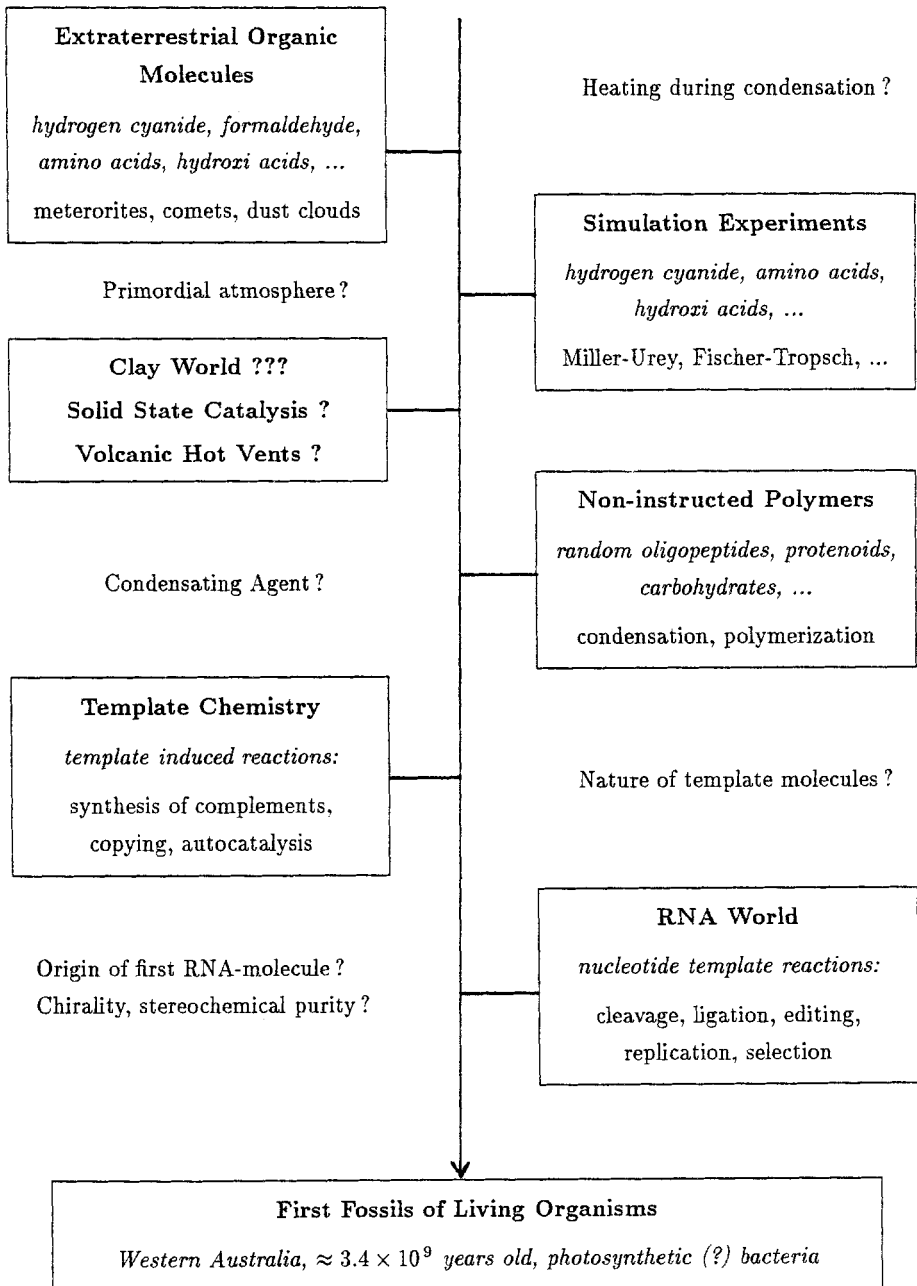 Extraterrestrial Organic
Molecules
hydrogen cyanide, formaldehyde,
amino acids, hydroxi acids, ...
meterorites, comets, dust clouds
Heating during condensation ?
Simulation Experiments
hydrogen cyanide, amino acids,
hydroxi acids, ...
Miller-Urey, Fischer-Tropsch, ...
Primordial atmosphere ?
Clay World ???
Solid State Catalysis ?
Volcanic Hot Vents ?
Non-instructed Polymers
random oligopeptides, protenoids,
carbohydrates, ...
condensation, polymerization
Condensating Agent ?
Template Chemistry
template induced reactions:
synthesis of complements,
copying, autocatalysis
Nature of template molecules ?
RNA World
nucleotide template reactions:
cleavage, ligation, editing,
replication, selection
Origin of first RNA-molecule ?
Chirality, stereochemical purity ?
First Fossils of Living Organisms
Western Australia, ≈ 3.4 × 10⁹ years old, photosynthetic (?) bacteria